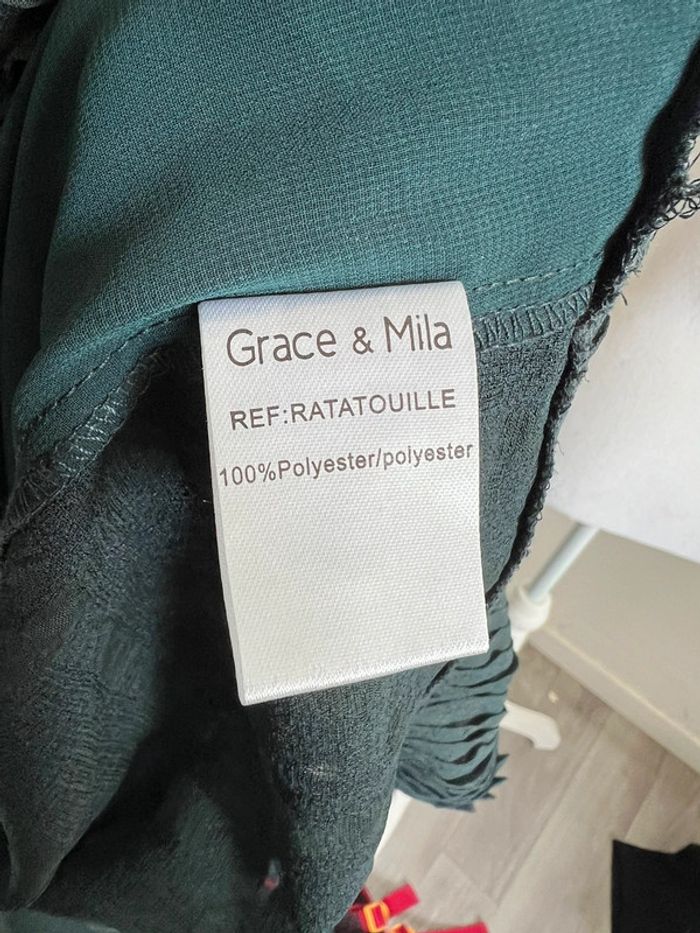 Grace & Mila
REF:RATATOUILLE
100%Polyester/polyester